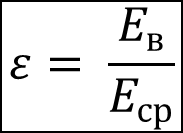 ε = Eв / Eср